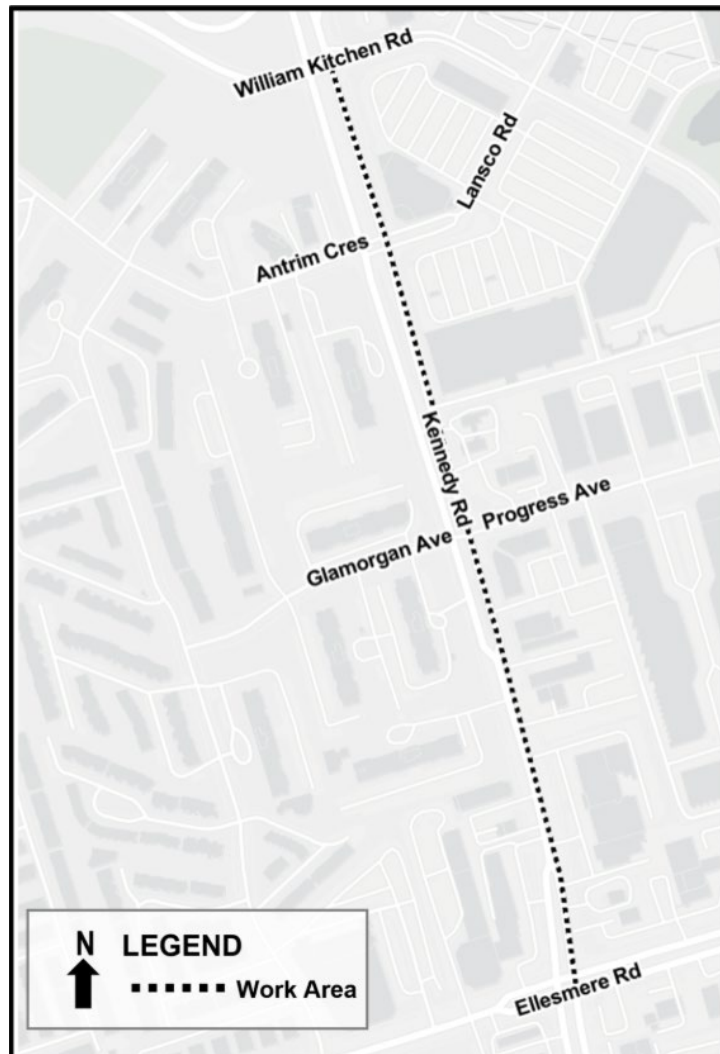 William Kitchen Rd
Lansco Rd
Antrim Cres
Kennedy Rd
Progress Ave
Glamorgan Ave
N LEGEND
Work Area
Ellesmere Rd